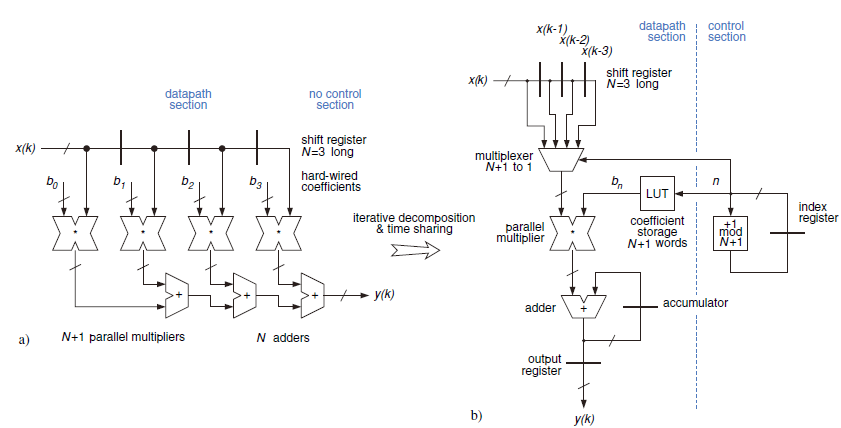 datapath
section
no control
section
x(k)
shift register
N=3 long
b0
b1
b2
b3
hard-wired
coefficients
*
*
*
*
+
+
+
y(k)
a)
N+1 parallel multipliers
N adders
iterative decomposition
& time sharing
x(k-1)
x(k-2)
x(k-3)
datapath
section
control
section
x(k)
shift register
N=3 long
multiplexer
N+1 to 1
bn
LUT
n
index
register
parallel
multiplier
*
coefficient
storage
N+1 words
+1
mod
N+1
adder
+
accumulator
output
register
b)
y(k)